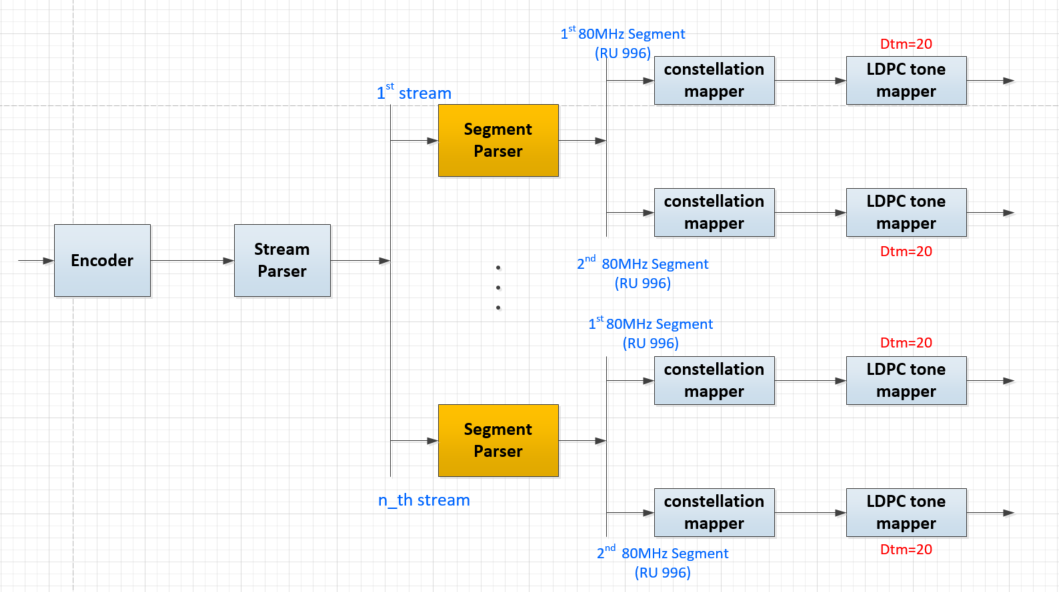 1st 80MHz Segment
(RU 996)
Dtm=20
constellation
mapper
LDPC tone
mapper
1st stream
Segment
Parser
constellation
mapper
LDPC tone
mapper
Dtm=20
2nd 80MHz Segment
(RU 996)
Encoder
Stream
Parser
1st 80MHz Segment
(RU 996)
Dtm=20
constellation
mapper
LDPC tone
mapper
Segment
Parser
n_th stream
constellation
mapper
LDPC tone
mapper
Dtm=20
2nd 80MHz Segment
(RU 996)